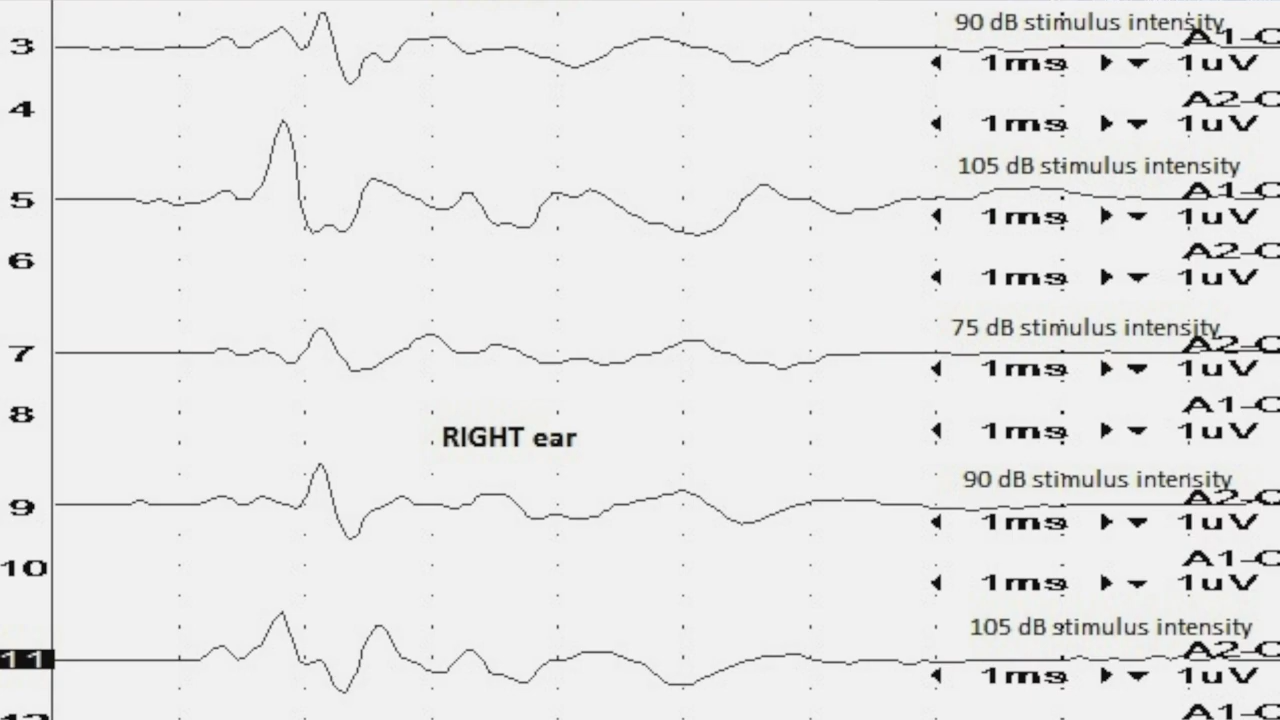 90 dB stimulus intensity
3 A1-C
1ms 1uV
4 A2-C
1ms 1uV
105 dB stimulus intensity
5 A1-C
1ms 1uV
6 A2-C
1ms 1uV
75 dB stimulus intensity
7 A2-C
1ms 1uV
8 A1-C
1ms 1uV
RIGHT ear
90 dB stimulus intensity
9 A2-C
1ms 1uV
10 A1-C
1ms 1uV
105 dB stimulus intensity
11 A2-C
1ms 1uV
A1-C